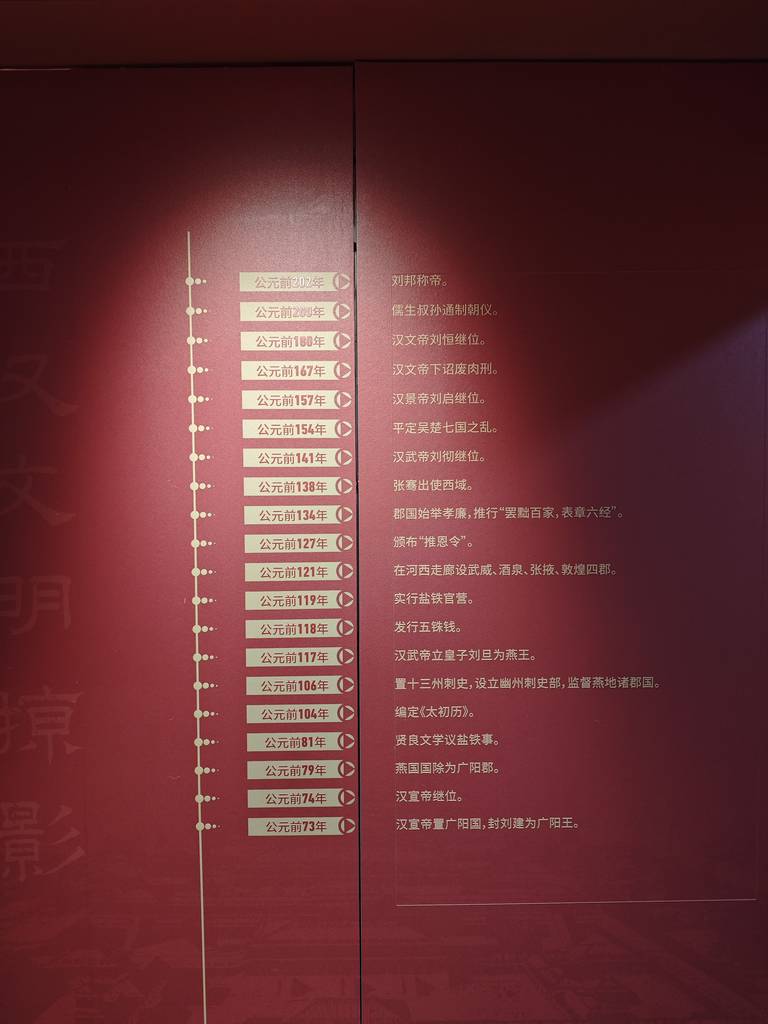 西汉文明掠影
公元前202年 刘邦称帝。
公元前200年 儒生叔孙通制朝仪。
公元前180年 汉文帝刘恒继位。
公元前167年 汉文帝下诏废肉刑。
公元前157年 汉景帝刘启继位。
公元前154年 平定吴楚七国之乱。
公元前141年 汉武帝刘彻继位。
公元前138年 张骞出使西域。
公元前134年 郡国始举孝廉,推行“罢黜百家,表章六经”。
公元前127年 颁布“推恩令”。
公元前121年 在河西走廊设武威、酒泉、张掖、敦煌四郡。
公元前119年 实行盐铁官营。
公元前118年 发行五铢钱。
公元前117年 汉武帝立皇子刘旦为燕王。
公元前106年 置十三州刺史,设立幽州刺史部,监督燕地诸郡国。
公元前104年 编定《太初历》。
公元前81年 贤良文学议盐铁事。
公元前79年 燕国国除为广阳郡。
公元前74年 汉宣帝继位。
公元前73年 汉宣帝置广阳国,封刘建为广阳王。